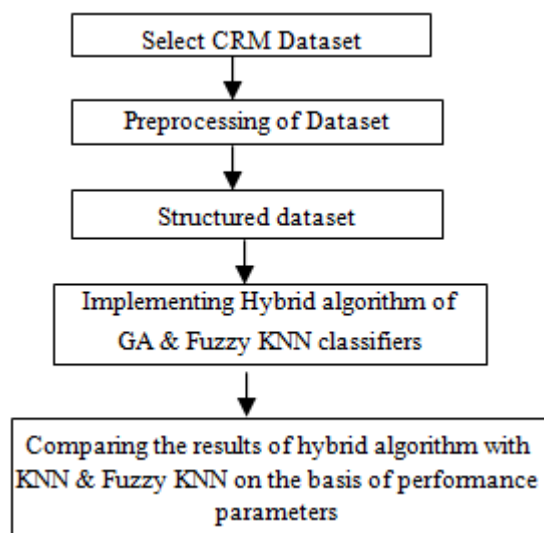 Select CRM Dataset
Preprocessing of Dataset
Structured dataset
Implementing Hybrid algorithm of
GA & Fuzzy KNN classifiers
Comparing the results of hybrid algorithm with
KNN & Fuzzy KNN on the basis of performance
parameters